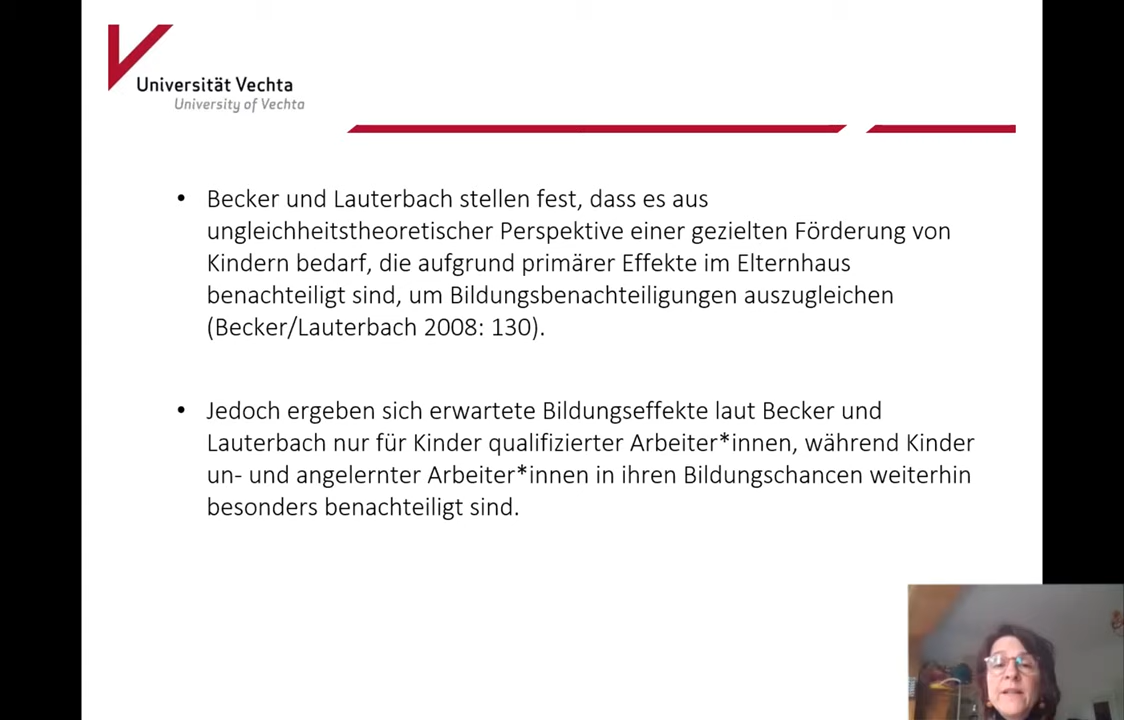 Universität Vechta
University of Vechta
• Becker und Lauterbach stellen fest, dass es aus
ungleichheitstheoretischer Perspektive einer gezielten Förderung von
Kindern bedarf, die aufgrund primärer Effekte im Elternhaus
benachteiligt sind, um Bildungsbenachteiligungen auszugleichen
(Becker/Lauterbach 2008: 130).
• Jedoch ergeben sich erwartete Bildungseffekte laut Becker und
Lauterbach nur für Kinder qualifizierter Arbeiter*innen, während Kinder
un- und angelernter Arbeiter*innen in ihren Bildungschancen weiterhin
besonders benachteiligt sind.